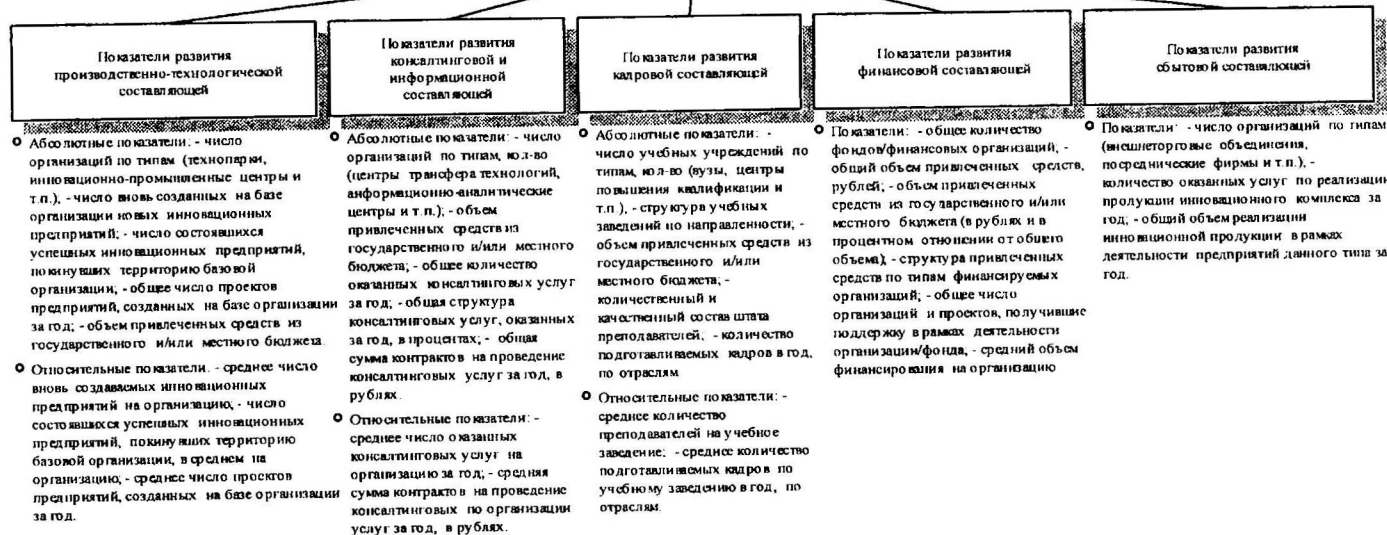 Показатели развития
производственно-технологической
составляющей
Показатели развития
консалтинговой и
информационной
составляющей
Показатели развития
кадровой составляющей
Показатели развития
финансовой составляющей
Показатели развития
сбытовой составляющей
Абсолютные показатели: - число
организаций по типам (технопарки,
инновационно-промышленные центры и
т.п.), - число вновь созданных на базе
организации новых инновационных
предприятий; - число состоявшихся
успешных инновационных предприятий,
покинувших территорию базовой
организации; - общее число проектов
предприятий, созданных на базе организации
за год; - объем привлеченных средств из
государственного и/или местного бюджета.
Относительные показатели. - среднее число
вновь создаваемых инновационных
предприятий на организацию; - число
состоявшихся успешных инновационных
предприятий, покинувших территорию
базовой организации, в среднем на
организацию; - среднее число проектов
предприятий, созданных на базе организации
за год.
Абсолютные показатели: - число
организаций по типам, кол-во
(центры трансфера технологий,
анформационно-аналитические
центры и т.п.); - объем
привлеченных средств из
государственного и/или местного
бюджета; - общее количество
оказанных консалтинговых услуг
за год; - общая структура
консалтинговых услуг, оказанных
за год, в процентах; - общая
сумма контрактов на проведение
консалтинговых услуг за год, в
рублях.
Относительные показатели: -
среднее число оказанных
консалтинговых услуг на
организацию за год; - средняя
сумма контрактов на проведение
консалтинговых по организации
услуг за год, в рублях.
Абсолютные показатели: -
число учебных учреждений по
типам, кол-во (вузы, центры
повышения квалификации и
т.п.), - структура учебных
заведений по направленности; -
объем привлеченных средств из
государственного и/или
местного бюджета; -
количественный и
качественный состав штата
преподавателей; - количество
подготавливаемых кадров в год,
по отраслям
Относительные показатели: -
среднее количество
преподавателей на учебное
заведение; - среднее количество
подготавливаемых кадров по
учебному заведению в год, по
отраслям.
Показатели: - общее количество
фондов/финансовых организаций; -
общий объем привлеченных средств,
рублей; - объем привлеченных
средств из государственного и/или
местного бюджета (в рублях и в
процентном отношении от общего
объема), - структура привлеченных
средств по типам финансируемых
организаций; - общее число
организаций и проектов, получившие
поддержку в рамках деятельности
организации/фонда, - средний объем
финансирования на организацию
Показатели: - число организаций по типам
(внешнеторговые объединения,
посреднические фирмы и т.п.), -
количество оказанных услуг по реализации
продукции инновационного комплекса за
год; - общий объем реализации
инновационной продукции в рамках
деятельности предприятий данного типа за
год.